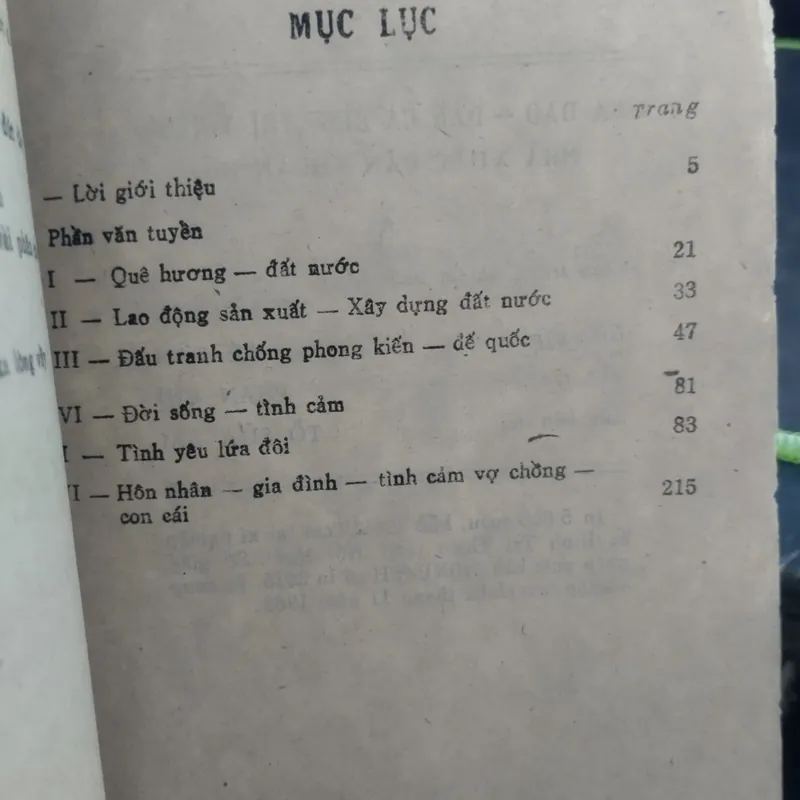 MỤC LỤC
Trang
— Lời giới thiệu 5
Phần văn tuyền
I — Quê hương — đất nước 21
II — Lao động sản xuất — Xây dựng đất nước 33
III — Đấu tranh chống phong kiến — đế quốc 47
VI — Đời sống — tình cảm 81
I — Tình yêu lứa đôi 83
VI — Hôn nhân — gia đình — tình cảm vợ chồng — 215
con cái